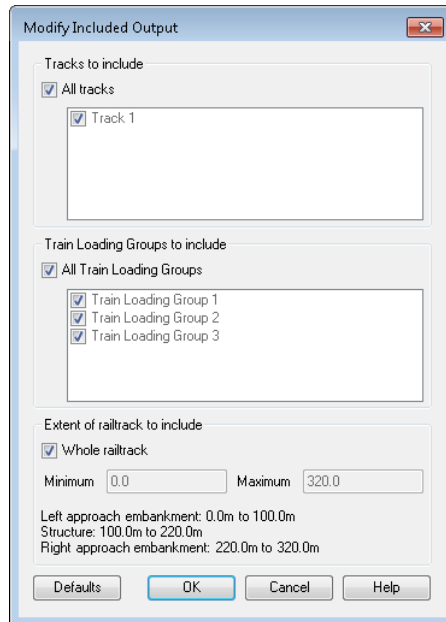 Modify Included Output
Tracks to include
All tracks
Track 1
Train Loading Groups to include
All Train Loading Groups
Train Loading Group 1
Train Loading Group 2
Train Loading Group 3
Extent of railtrack to include
Whole railtrack
Minimum 0.0 Maximum 320.0
Left approach embankment: 0.0m to 100.0m
Structure: 100.0m to 220.0m
Right approach embankment: 220.0m to 320.0m
Defaults OK Cancel Help